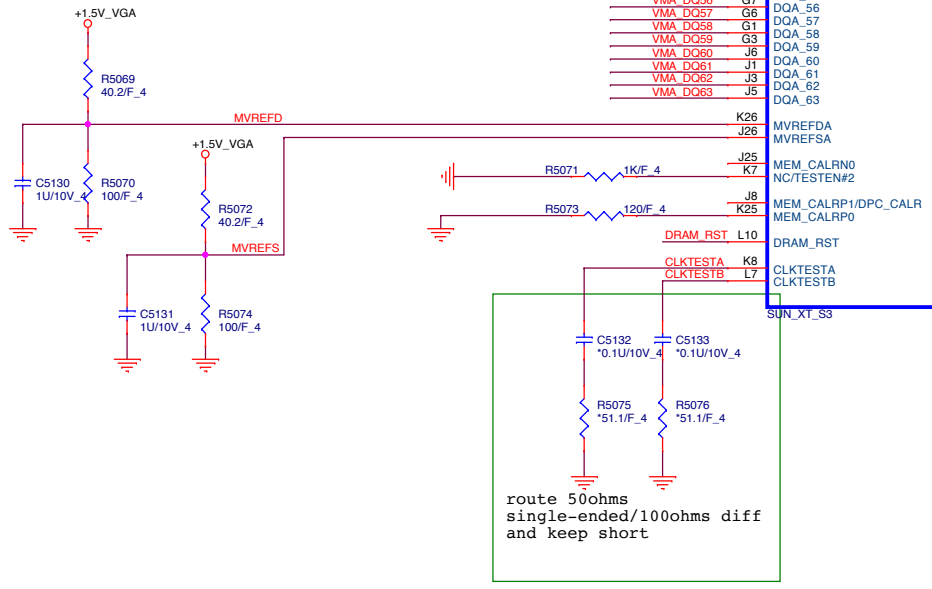 +1.5V_VGA
R5069
40.2/F_4
MVREFD
C5130
1U/10V_4
R5070
100/F_4
+1.5V_VGA
R5072
40.2/F_4
MVREFS
C5131
1U/10V_4
R5074
100/F_4
VMA_DQ56 G7 DQA_56
VMA_DQ57 G6 DQA_57
VMA_DQ58 G1 DQA_58
VMA_DQ59 G3 DQA_59
VMA_DQ60 J6 DQA_60
VMA_DQ61 J1 DQA_61
VMA_DQ62 J3 DQA_62
VMA_DQ63 J5 DQA_63
K26 MVREFDA
J26 MVREFSA
J25 MEM_CALRN0
R5071 1K/F_4 K7 NC/TESTEN#2
J8 MEM_CALRP1/DPC_CALR
R5073 120/F_4 K25 MEM_CALRP0
DRAM_RST L10 DRAM_RST
CLKTESTA K8 CLKTESTA
CLKTESTB L7 CLKTESTB
SUN_XT_S3
C5132
*0.1U/10V_4
C5133
*0.1U/10V_4
R5075
*51.1/F_4
R5076
*51.1/F_4
route 50ohms
single-ended/100ohms diff
and keep short